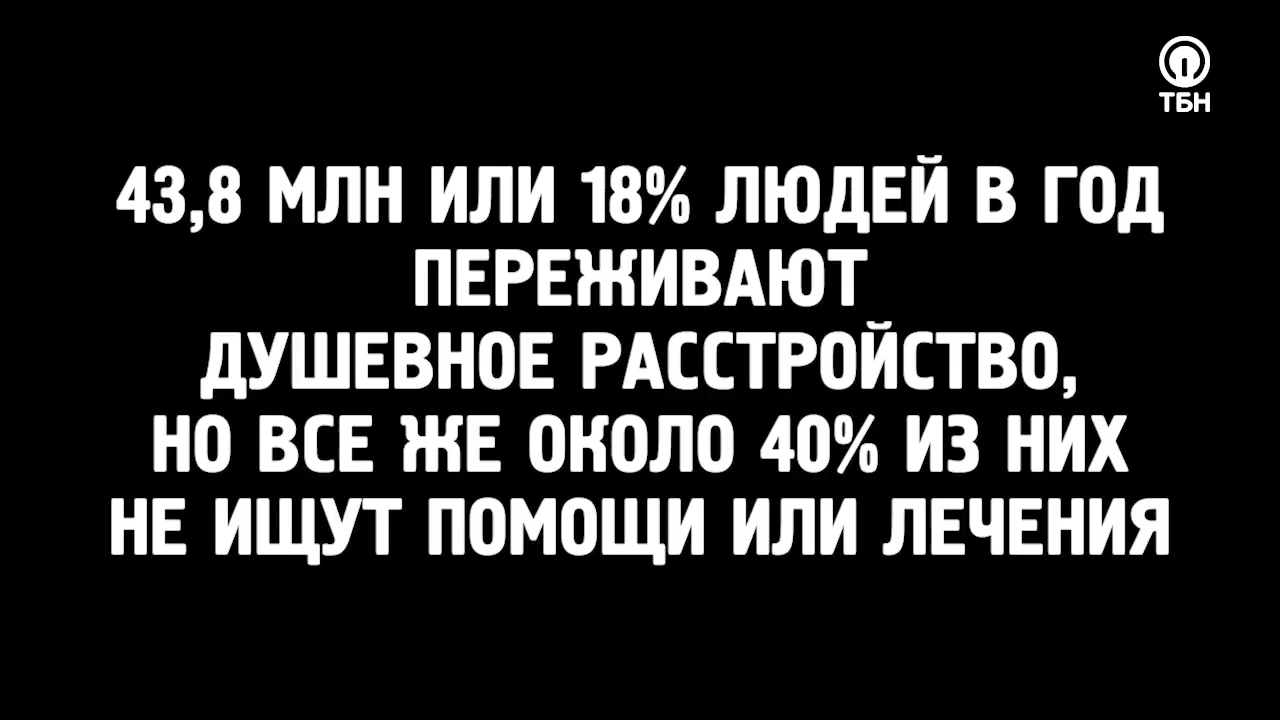 ТБН
43,8 МЛН ИЛИ 18% ЛЮДЕЙ В ГОД
ПЕРЕЖИВАЮТ
ДУШЕВНОЕ РАССТРОЙСТВО,
НО ВСЕ ЖЕ ОКОЛО 40% ИЗ НИХ
НЕ ИЩУТ ПОМОЩИ ИЛИ ЛЕЧЕНИЯ